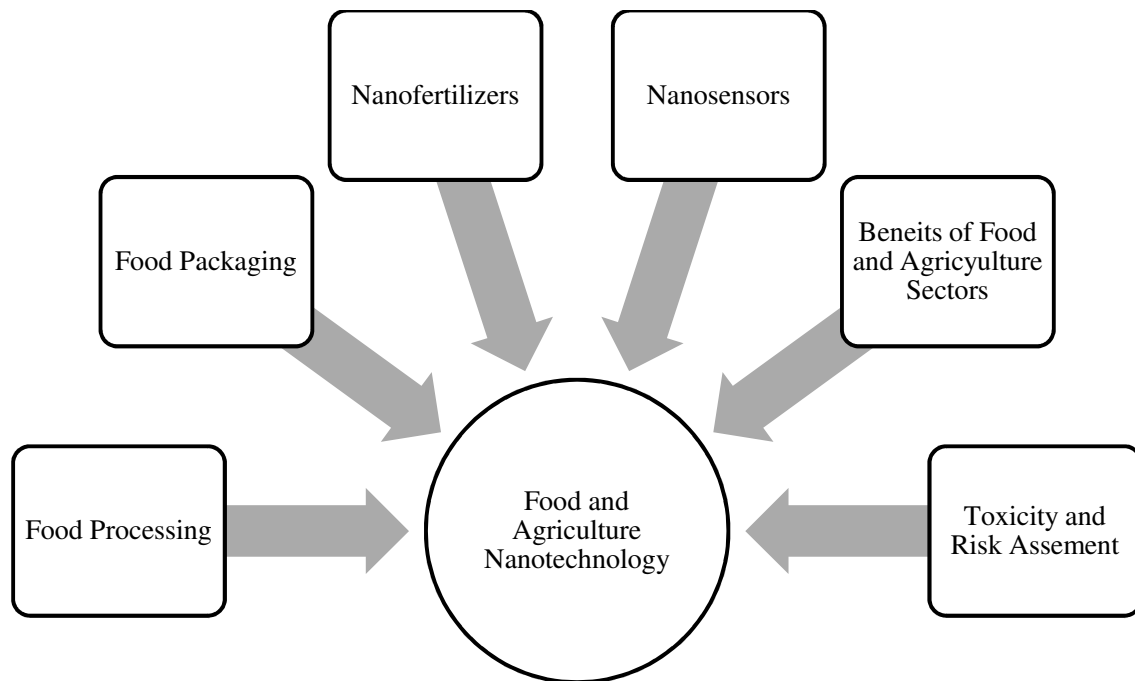 Nanofertilizers
Nanosensors
Food Packaging
Beneits of Food
and Agricyulture
Sectors
Food Processing
Food and
Agriculture
Nanotechnology
Toxicity and
Risk Assement